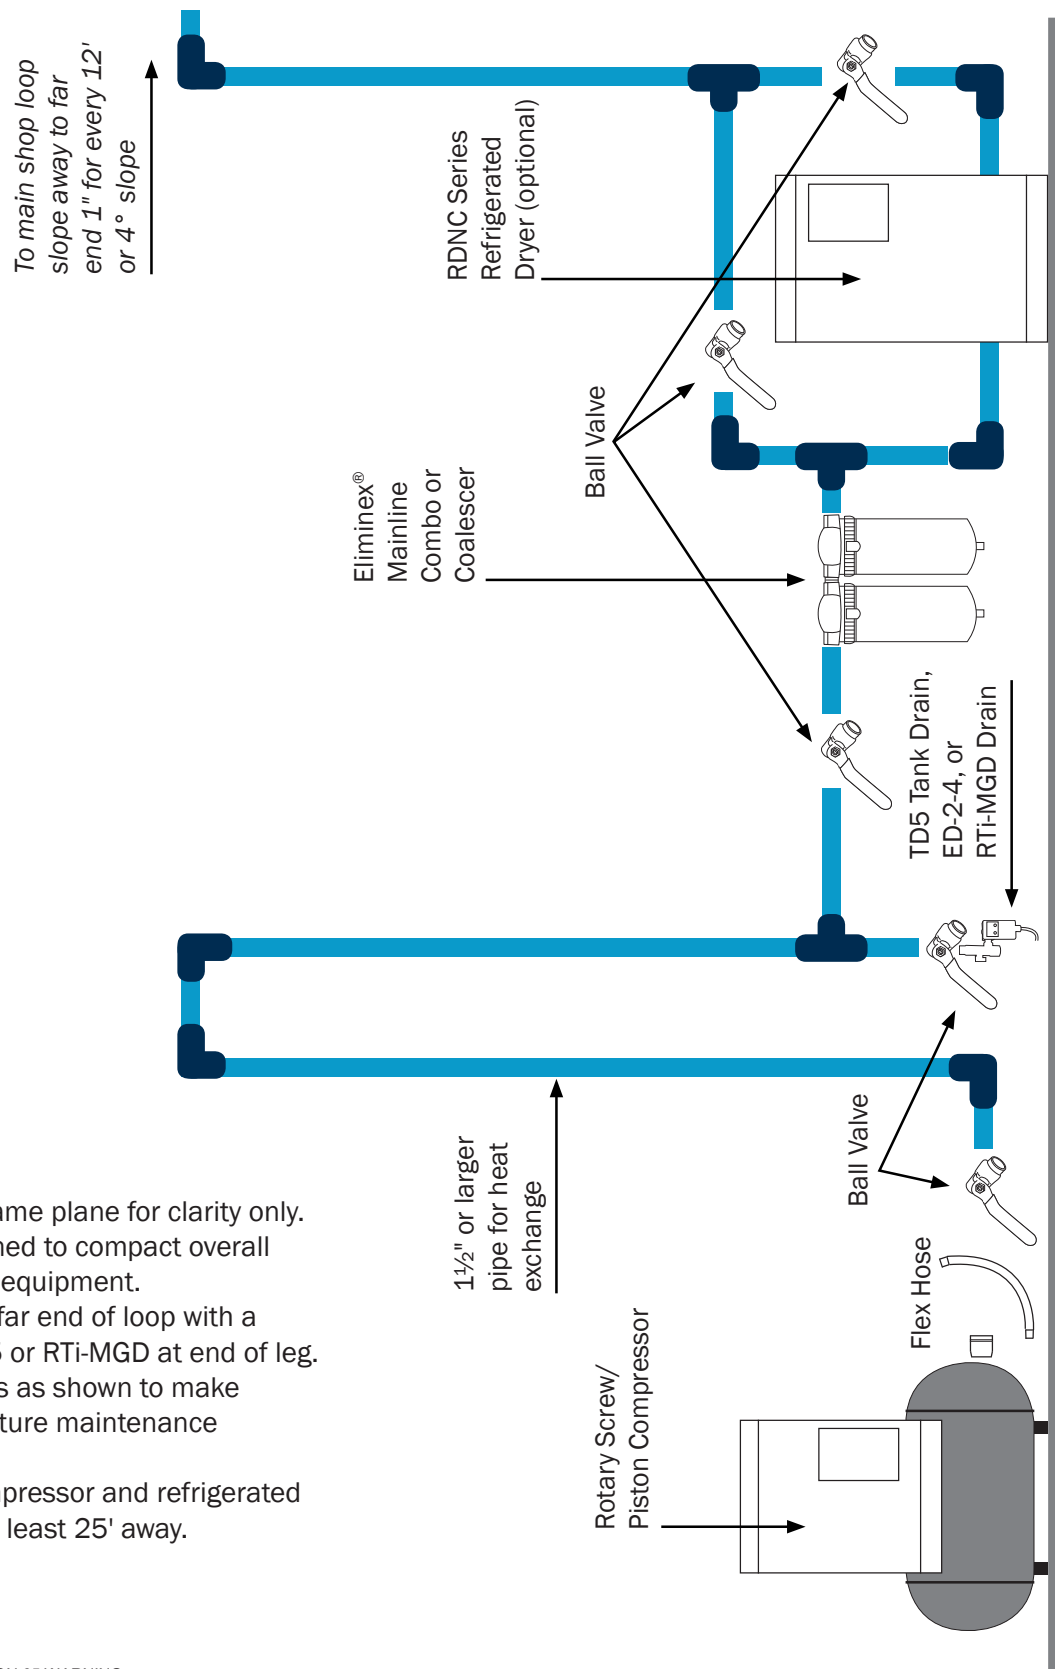 To main shop loop
slope away to far
end 1" for every 12'
or 4° slope
RDNC Series
Refrigerated
Dryer (optional)
Ball Valve
Eliminex®
Mainline
Combo or
Coalescer
TD5 Tank Drain,
ED-2-4, or
RTi-MGD Drain
1½" or larger
pipe for heat
exchange
Ball Valve
Flex Hose
Rotary Screw/
Piston Compressor
ame plane for clarity only.
ned to compact overall
equipment.
far end of loop with a
or RTi-MGD at end of leg.
s as shown to make
ture maintenance
mpressor and refrigerated
least 25' away.